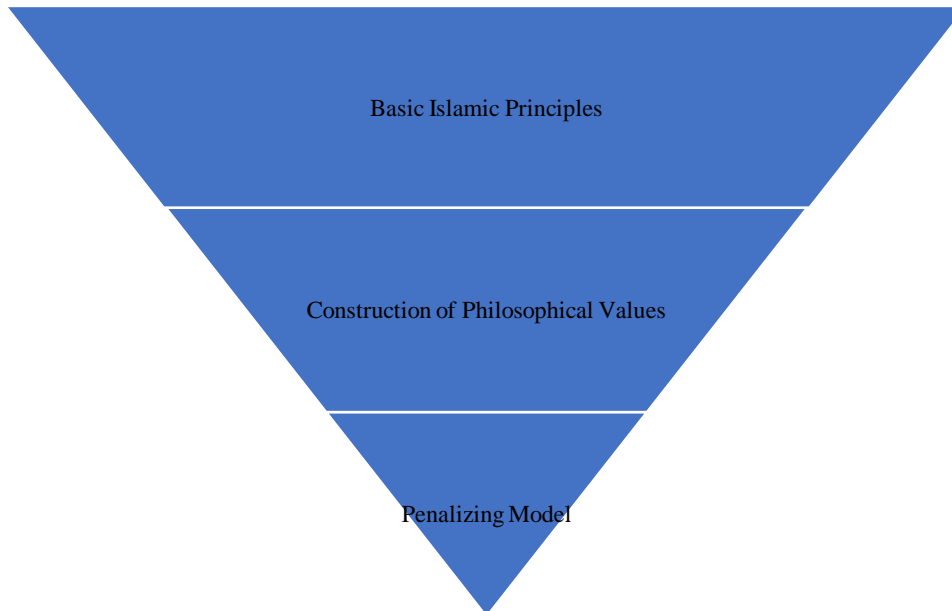 Basic Islamic Principles
Construction of Philosophical Values
Penalizing Model